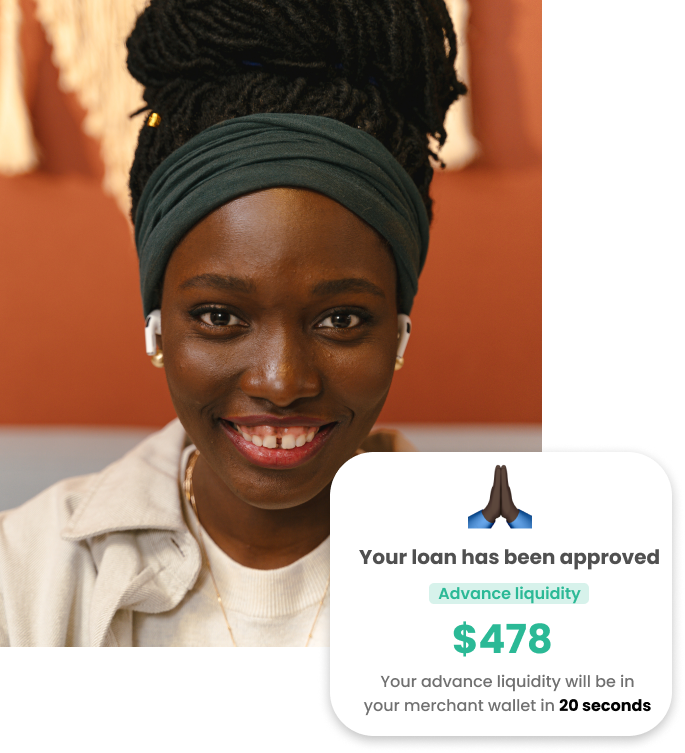 Your loan has been approved
Advance liquidity
$478
Your advance liquidity will be in
your merchant wallet in 20 seconds